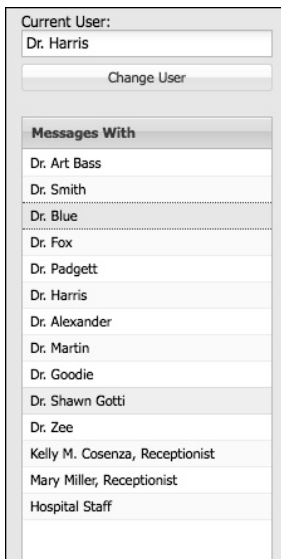 Current User:
Dr. Harris
Change User
Messages With
Dr. Art Bass
Dr. Smith
Dr. Blue
Dr. Fox
Dr. Padgett
Dr. Harris
Dr. Alexander
Dr. Martin
Dr. Goodie
Dr. Shawn Gotti
Dr. Zee
Kelly M. Cosenza, Receptionist
Mary Miller, Receptionist
Hospital Staff